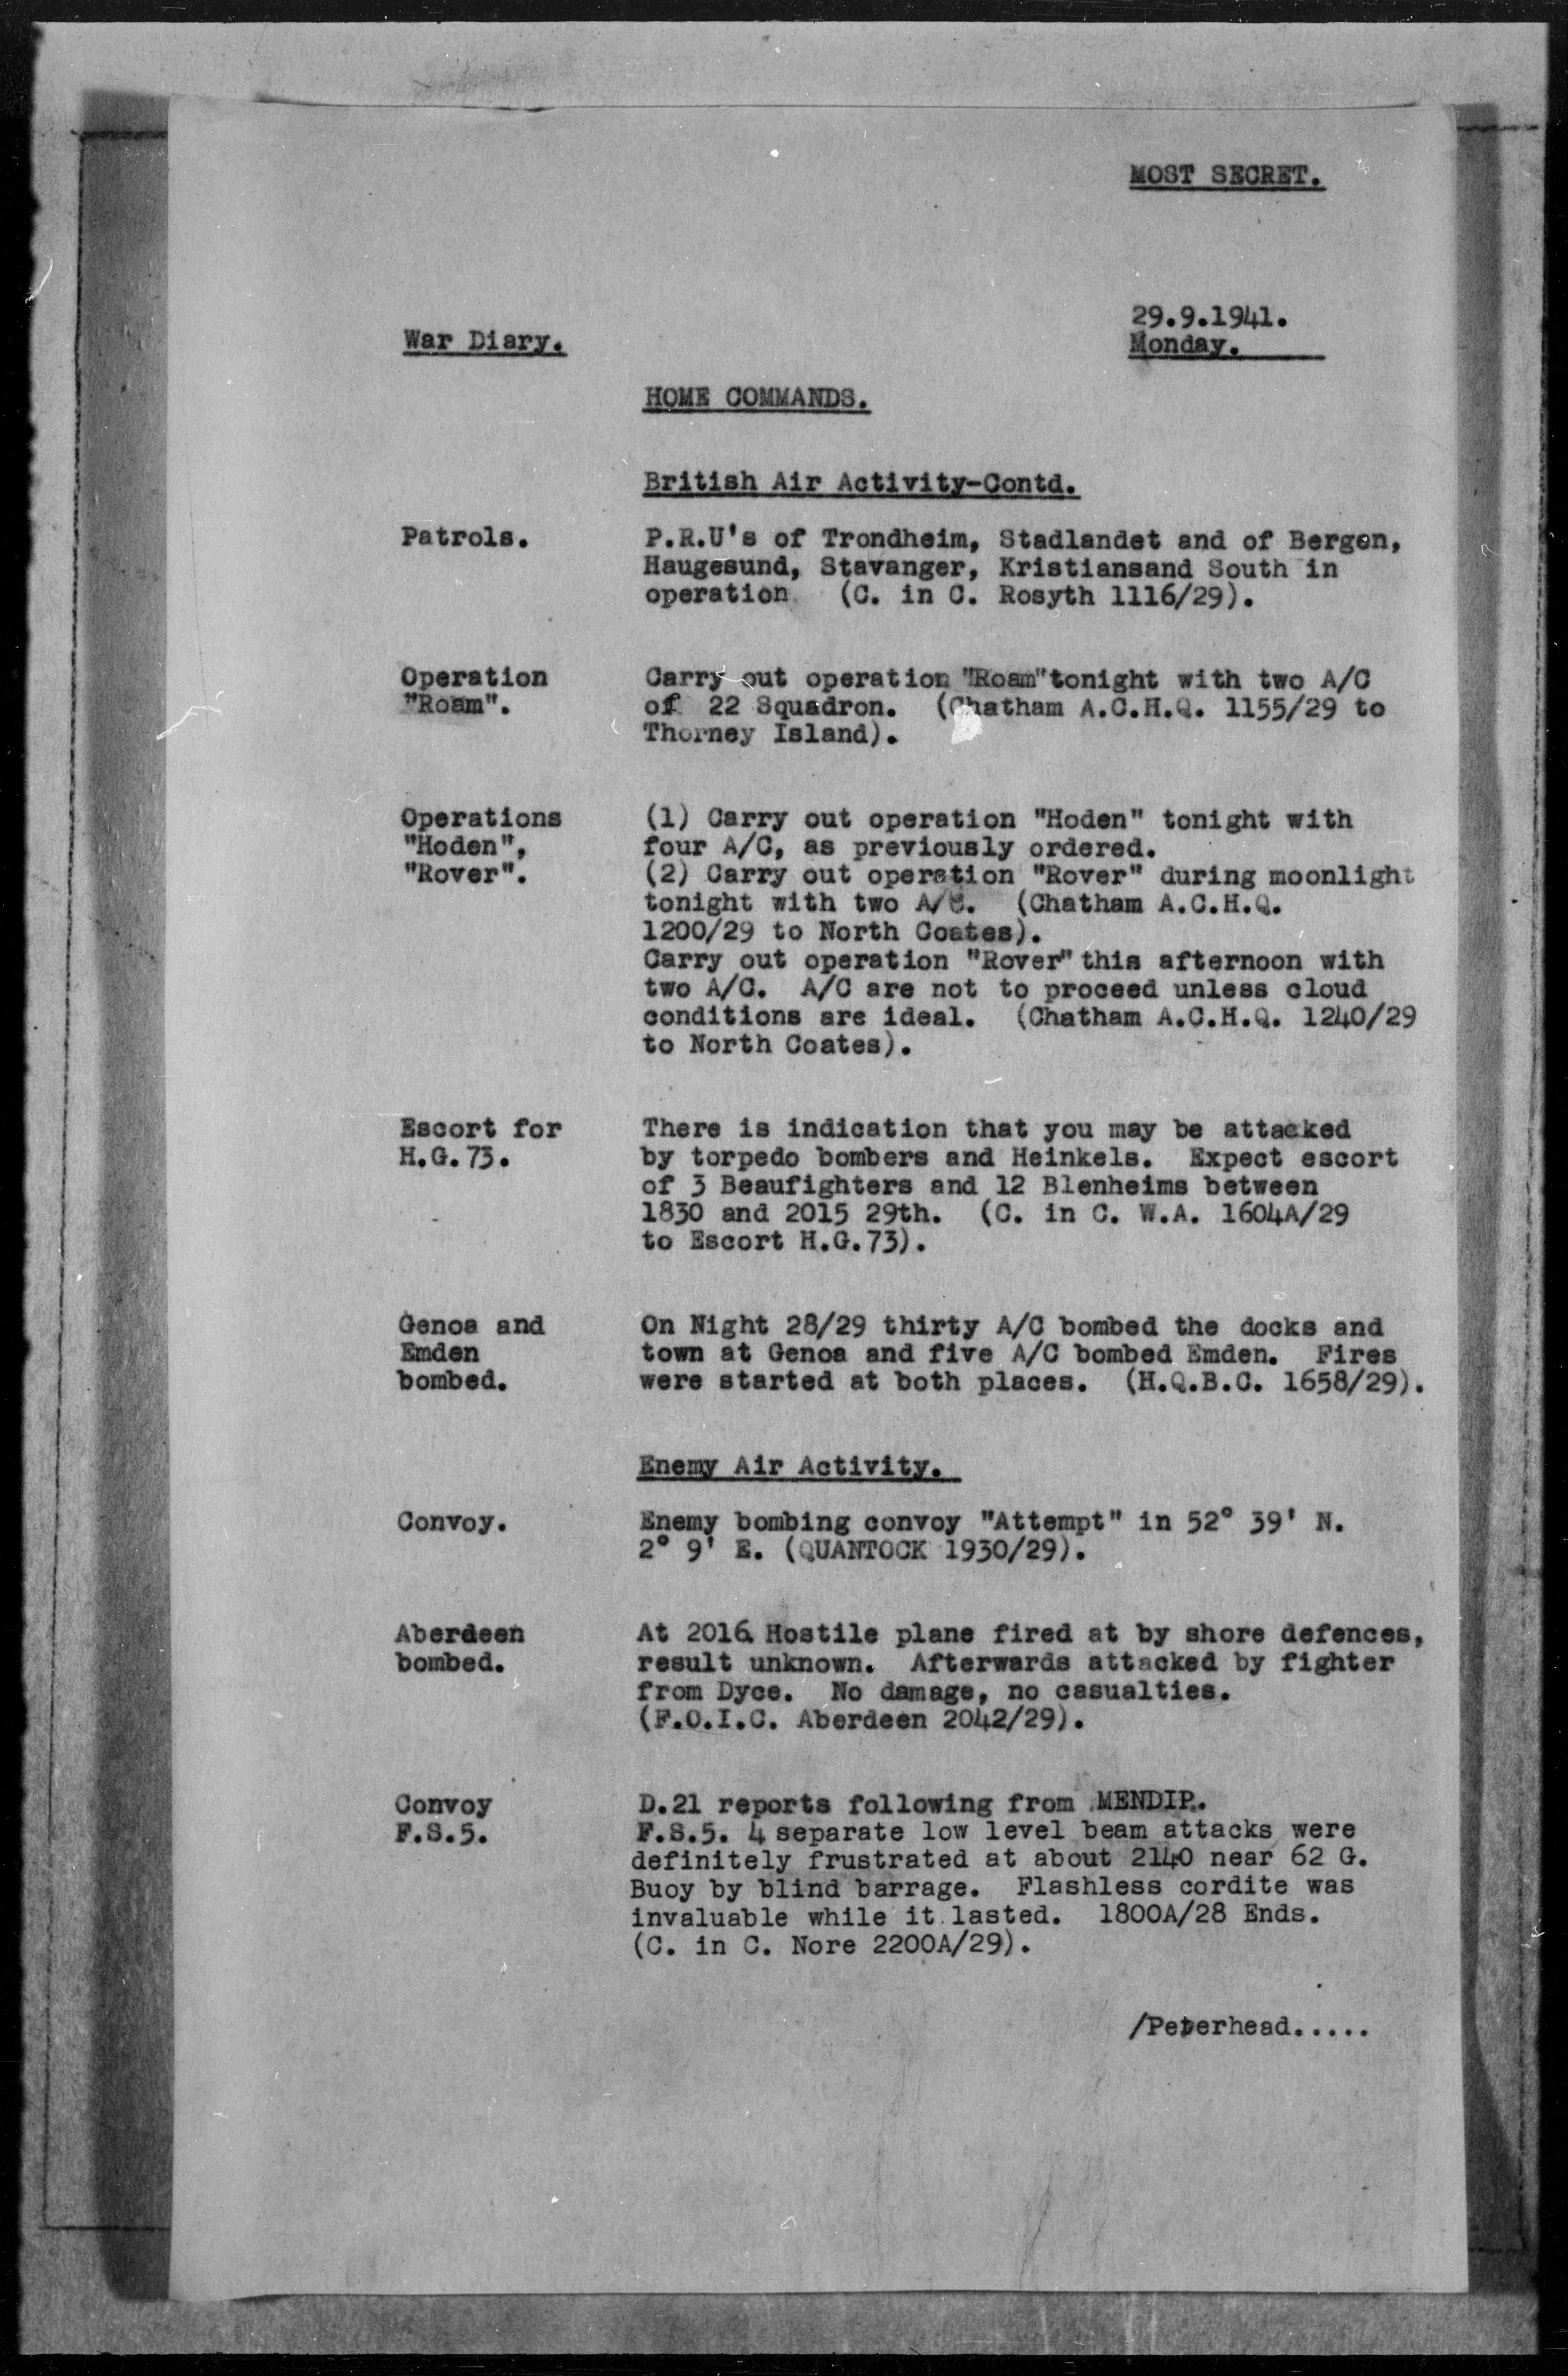 MOST SECRET.
29.9.1941.
War Diary.
Monday.
HOME COMMANDS.
British Air Activity-Contd.
Patrols.
P.R.U's of Trondheim, Stadlandet and of Bergen,
Haugesund, Stavanger, Kristiansand South in
operation. (C. in C. Rosyth 1116/29).
Operation
"Roam".
Carry out operation "Roam" tonight with two A/C
of 22 Squadron. (Chatham A.C.H.Q. 1155/29 to
Thorney Island).
Operations
"Hoden",
"Rover".
(1) Carry out operation "Hoden" tonight with
four A/C, as previously ordered.
(2) Carry out operation "Rover" during moonlight
tonight with two A/C. (Chatham A.C.H.Q.
1200/29 to North Coates).
Carry out operation "Rover" this afternoon with
two A/C. A/C are not to proceed unless cloud
conditions are ideal. (Chatham A.C.H.Q. 1240/29
to North Coates).
Escort for
H.G.73.
There is indication that you may be attacked
by torpedo bombers and Heinkels. Expect escort
of 3 Beaufighters and 12 Blenheims between
1830 and 2015 29th. (C. in C. W.A. 1604A/29
to Escort H.G.73).
Genoa and
Emden
bombed.
On Night 28/29 thirty A/C bombed the docks and
town at Genoa and five A/C bombed Emden. Fires
were started at both places. (H.Q.B.C. 1658/29).
Enemy Air Activity.
Convoy.
Enemy bombing convoy "Attempt" in 52° 39' N.
2° 9' E. (QUANTOCK 1930/29).
Aberdeen
bombed.
At 2016 Hostile plane fired at by shore defences,
result unknown. Afterwards attacked by fighter
from Dyce. No damage, no casualties.
(F.O.I.C. Aberdeen 2042/29).
Convoy
F.S.5.
D.21 reports following from MENDIP.
F.S.5. 4 separate low level beam attacks were
definitely frustrated at about 2140 near 62 G.
Buoy by blind barrage. Flashless cordite was
invaluable while it lasted. 1800A/28 Ends.
(C. in C. Nore 2200A/29).
/Peterhead.....